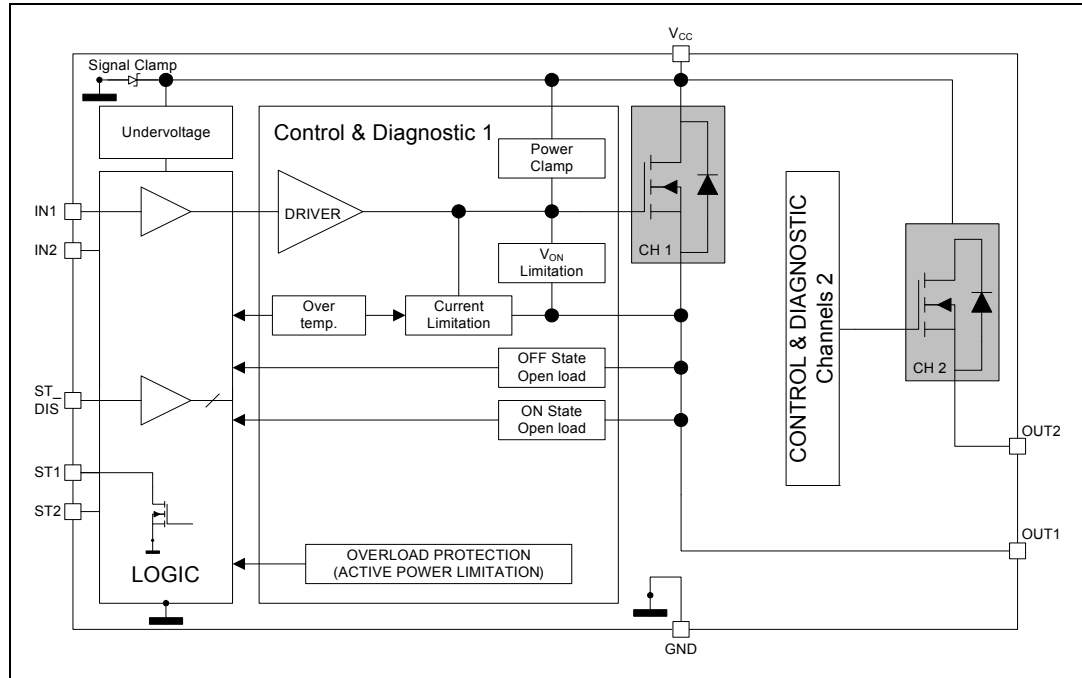 VCC
Signal Clamp
Undervoltage
Control & Diagnostic 1
Power
Clamp
IN1
DRIVER
IN2
VON
Limitation
CH 1
Over
temp.
Current
Limitation
OFF State
Open load
ON State
Open load
CONTROL & DIAGNOSTIC
Channels 2
CH 2
ST_
DIS
OUT2
ST1
ST2
OUT1
OVERLOAD PROTECTION
(ACTIVE POWER LIMITATION)
LOGIC
GND